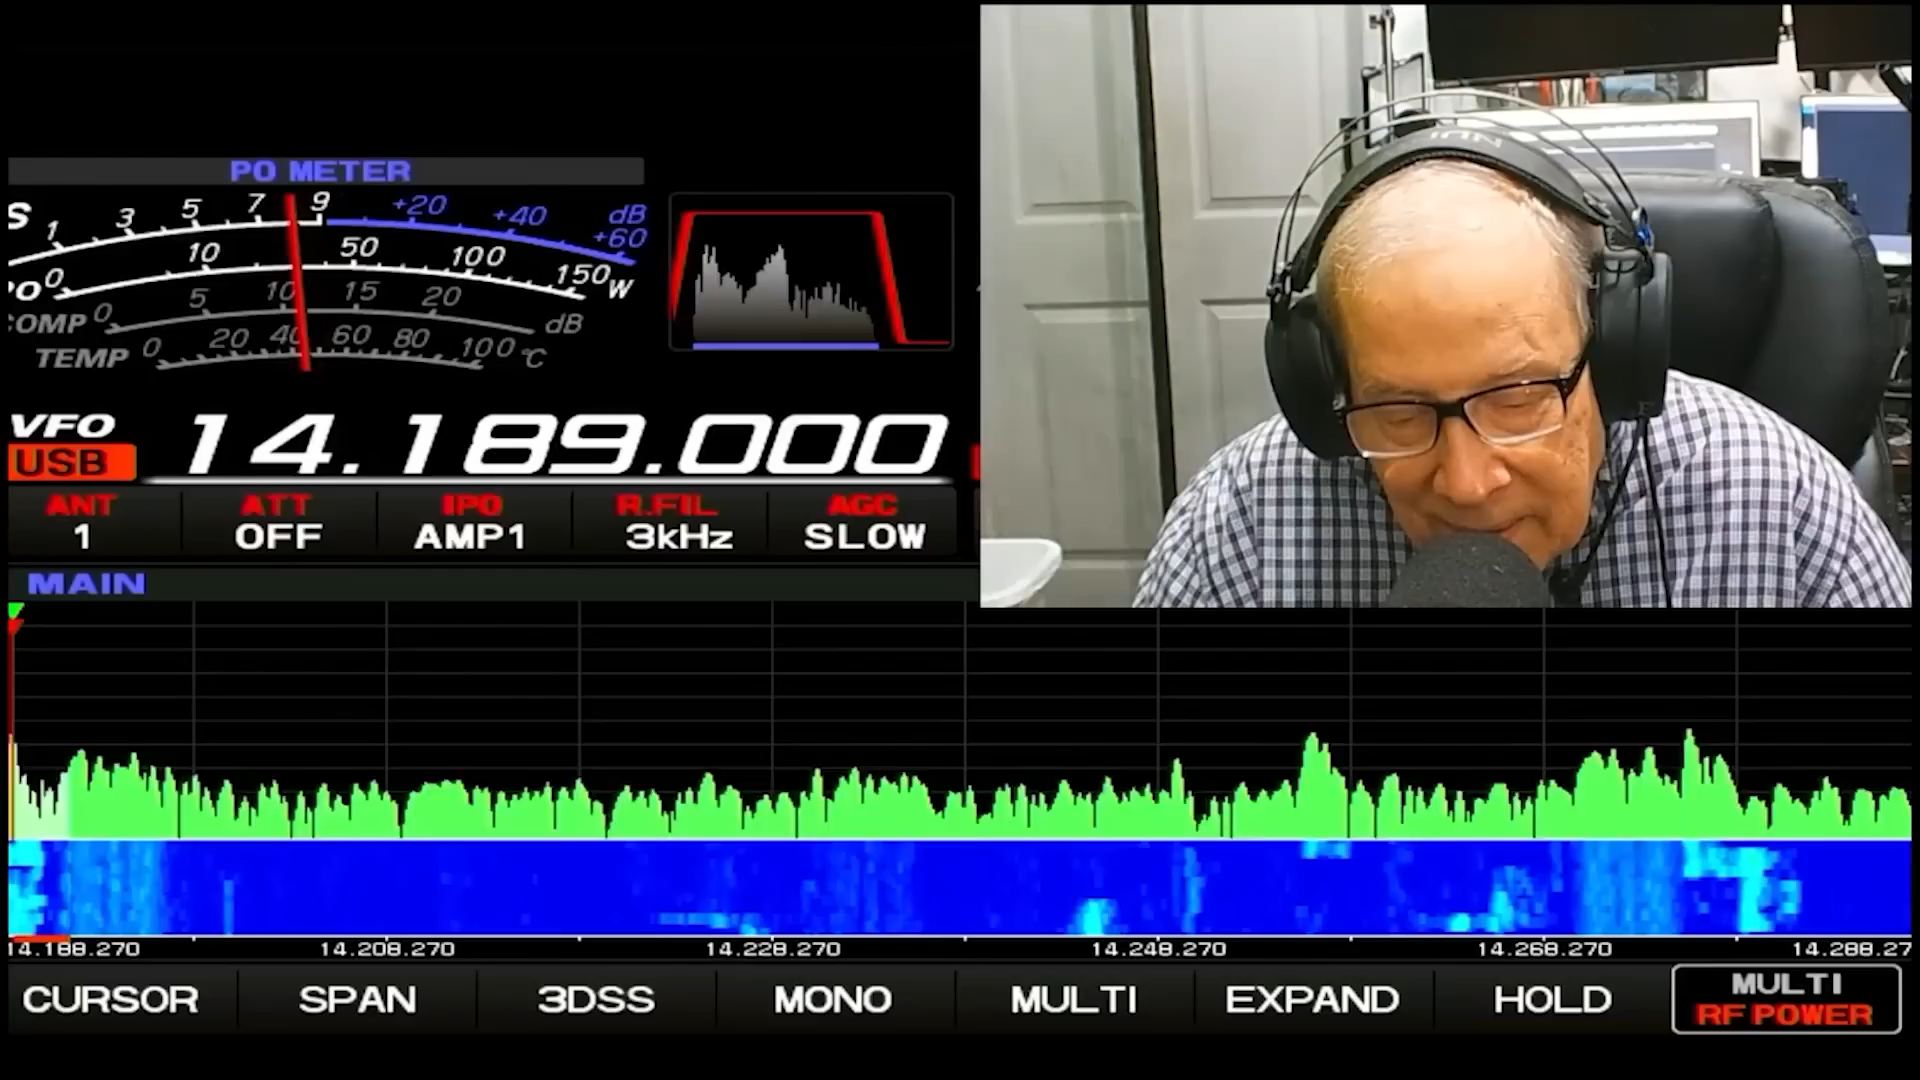 PO METER
S 1 3 5 7 9 +20 +40 +60 dB
PO 0 10 50 100 150 W
COMP 0 5 10 15 20 dB
TEMP 0 20 40 60 80 100 °C
VFO
USB
14.189.000
ANT ATT IPO R.FIL AGC
1 OFF AMP1 3kHz SLOW
MAIN
14.188.270 14.208.270 14.228.270 14.248.270 14.268.270 14.288.27
CURSOR SPAN 3DSS MONO MULTI EXPAND HOLD MULTI
RF POWER